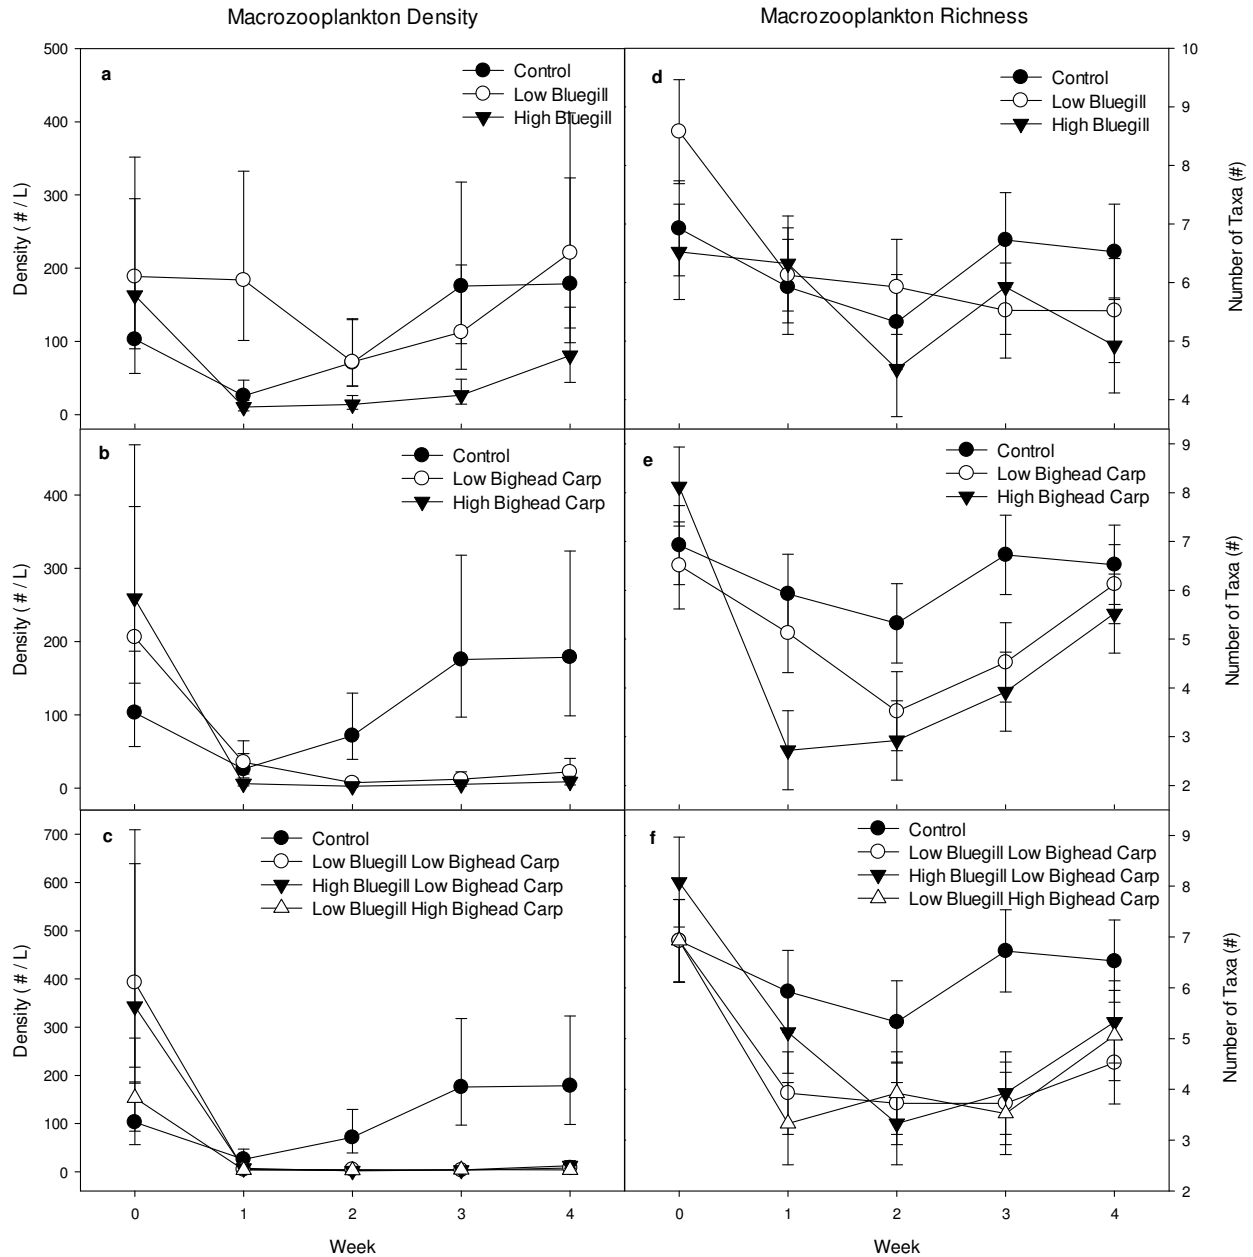 Macrozooplankton Density
Macrozooplankton Richness
a
Control
Low Bluegill
High Bluegill
500
400
300
200
100
0
Density ( # / L)
d
Control
Low Bluegill
High Bluegill
10
9
8
7
6
5
4
Number of Taxa (#)
b
Control
Low Bighead Carp
High Bighead Carp
400
300
200
100
0
Density ( # / L)
e
Control
Low Bighead Carp
High Bighead Carp
9
8
7
6
5
4
3
2
Number of Taxa (#)
c
Control
Low Bluegill Low Bighead Carp
High Bluegill Low Bighead Carp
Low Bluegill High Bighead Carp
700
600
500
400
300
200
100
0
Density ( # / L)
0 1 2 3 4
Week
f
Control
Low Bluegill Low Bighead Carp
High Bluegill Low Bighead Carp
Low Bluegill High Bighead Carp
9
8
7
6
5
4
3
2
Number of Taxa (#)
0 1 2 3 4
Week